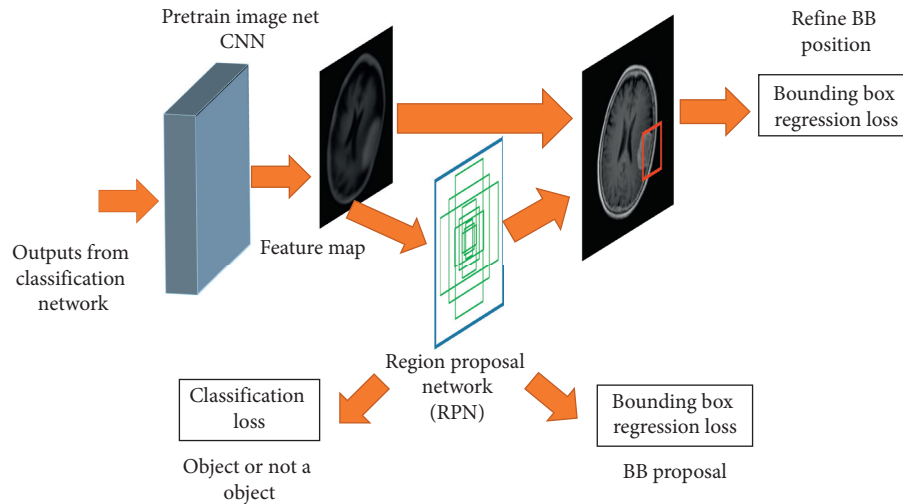 Pretrain image net
CNN
Refine BB
position
Bounding box
regression loss
Outputs from
classification
network
Feature map
Region proposal
network
(RPN)
Classification
loss
Object or not a
object
Bounding box
regression loss
BB proposal